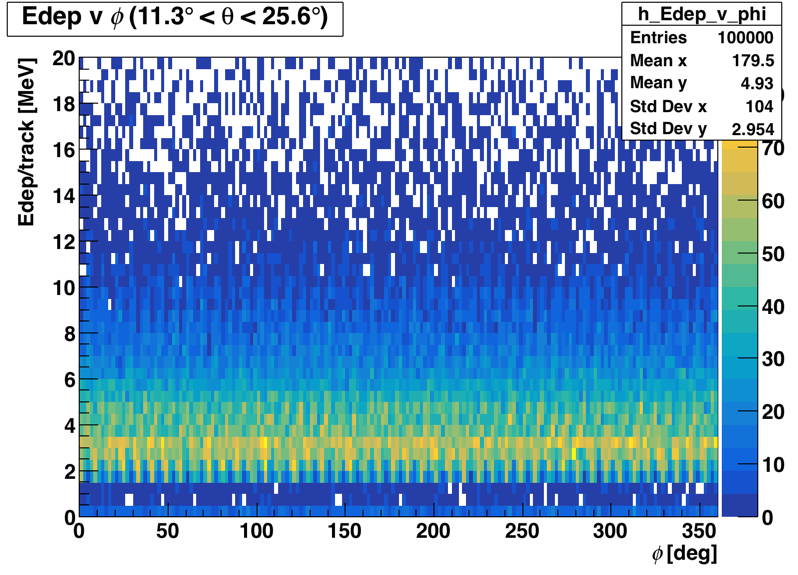 Edep v ϕ (11.3° < θ < 25.6°)
h_Edep_v_phi
Entries 100000
Mean x 179.5
Mean y 4.93
Std Dev x 104
Std Dev y 2.954
Edep/track [MeV]
20
18
16
14
12
10
8
6
4
2
0
0 50 100 150 200 250 300 350
ϕ [deg]
70
60
50
40
30
20
10
0